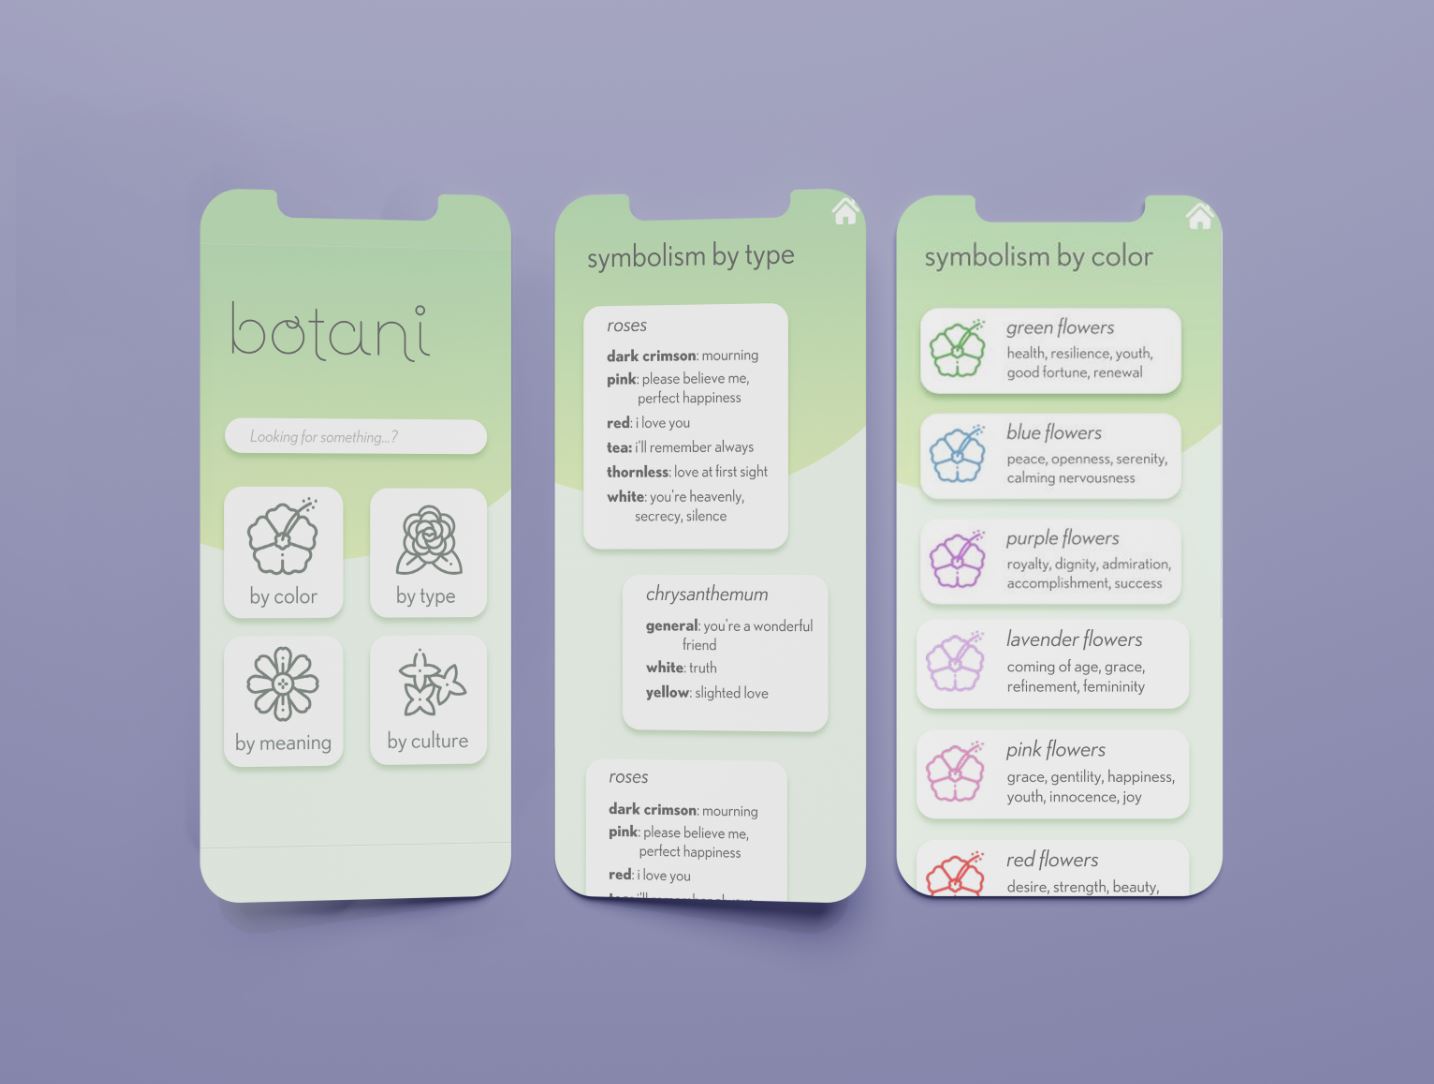 botani
Looking for something...?
by color
by type
by meaning
by culture
symbolism by type
roses
dark crimson: mourning
pink: please believe me,
perfect happiness
red: i love you
tea: i'll remember always
thornless: love at first sight
white: you're heavenly,
secrecy, silence
chrysanthemum
general: you're a wonderful
friend
white: truth
yellow: slighted love
roses
dark crimson: mourning
pink: please believe me,
perfect happiness
red: i love you
symbolism by color
green flowers
health, resilience, youth,
good fortune, renewal
blue flowers
peace, openness, serenity,
calming nervousness
purple flowers
royalty, dignity, admiration,
accomplishment, success
lavender flowers
coming of age, grace,
refinement, femininity
pink flowers
grace, gentility, happiness,
youth, innocence, joy
red flowers
desire, strength, beauty,